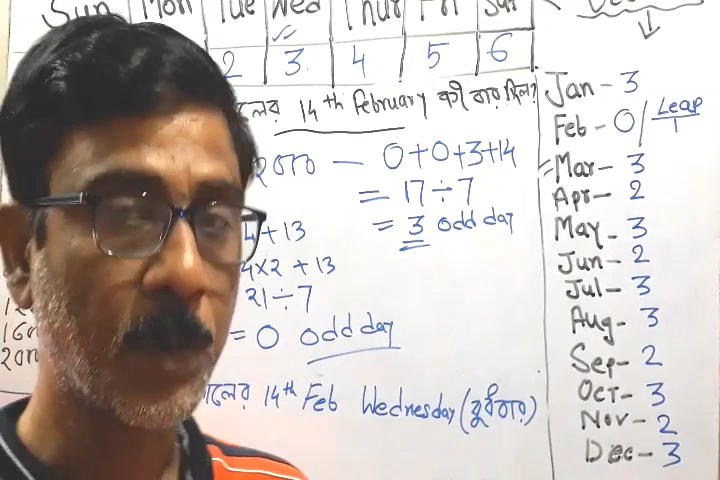 Sun Mon Tue Wed Thur Fri Sat
2 3 4 5 6
Jan - 3
Feb - 0 / Leap 1
Mar - 3
Apr - 2
May - 3
Jun - 2
Jul - 3
Aug - 3
Sep - 2
Oct - 3
Nov - 2
Dec - 3
14th February কী বার ছিল?
0+0+3+14
= 17 ÷ 7
= 3 odd day
4 + 13
4×2 + 13
21 ÷ 7
= 0 odd day
14th Feb Wednesday (বুধবার)